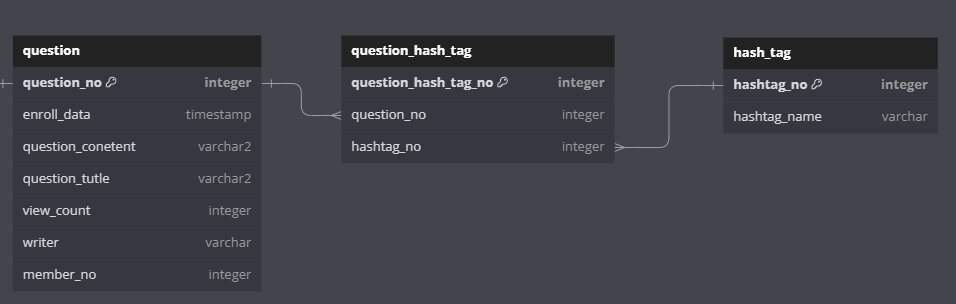 question
question_no integer
enroll_data timestamp
question_conetent varchar2
question_tutle varchar2
view_count integer
writer varchar
member_no integer
question_hash_tag
question_hash_tag_no integer
question_no integer
hashtag_no integer
hash_tag
hashtag_no integer
hashtag_name varchar